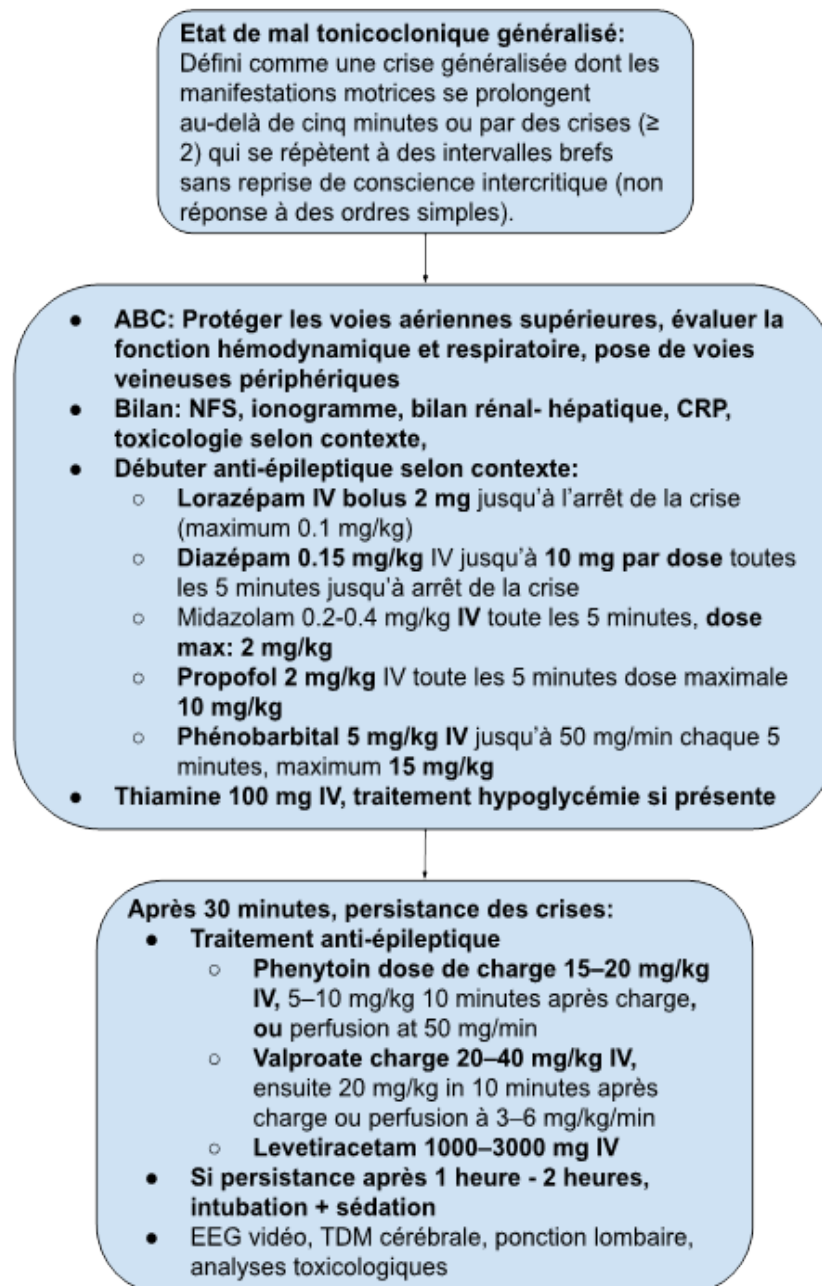 Etat de mal tonicoclonique généralisé:
Défini comme une crise généralisée dont les
manifestations motrices se prolongent
au-delà de cinq minutes ou par des crises (≥
2) qui se répètent à des intervalles brefs
sans reprise de conscience intercritique (non
réponse à des ordres simples).
● ABC: Protéger les voies aériennes supérieures, évaluer la
fonction hémodynamique et respiratoire, pose de voies
veineuses périphériques
● Bilan: NFS, ionogramme, bilan rénal- hépatique, CRP,
toxicologie selon contexte,
● Débuter anti-épileptique selon contexte:
○ Lorazépam IV bolus 2 mg jusqu'à l'arrêt de la crise
(maximum 0.1 mg/kg)
○ Diazépam 0.15 mg/kg IV jusqu'à 10 mg par dose toutes
les 5 minutes jusqu'à arrêt de la crise
○ Midazolam 0.2-0.4 mg/kg IV toute les 5 minutes, dose
max: 2 mg/kg
○ Propofol 2 mg/kg IV toute les 5 minutes dose maximale
10 mg/kg
○ Phénobarbital 5 mg/kg IV jusqu'à 50 mg/min chaque 5
minutes, maximum 15 mg/kg
● Thiamine 100 mg IV, traitement hypoglycémie si présente
Après 30 minutes, persistance des crises:
● Traitement anti-épileptique
○ Phenytoin dose de charge 15–20 mg/kg
IV, 5–10 mg/kg 10 minutes après charge,
ou perfusion at 50 mg/min
○ Valproate charge 20–40 mg/kg IV,
ensuite 20 mg/kg in 10 minutes après
charge ou perfusion à 3–6 mg/kg/min
○ Levetiracetam 1000–3000 mg IV
● Si persistance après 1 heure - 2 heures,
intubation + sédation
● EEG vidéo, TDM cérébrale, ponction lombaire,
analyses toxicologiques